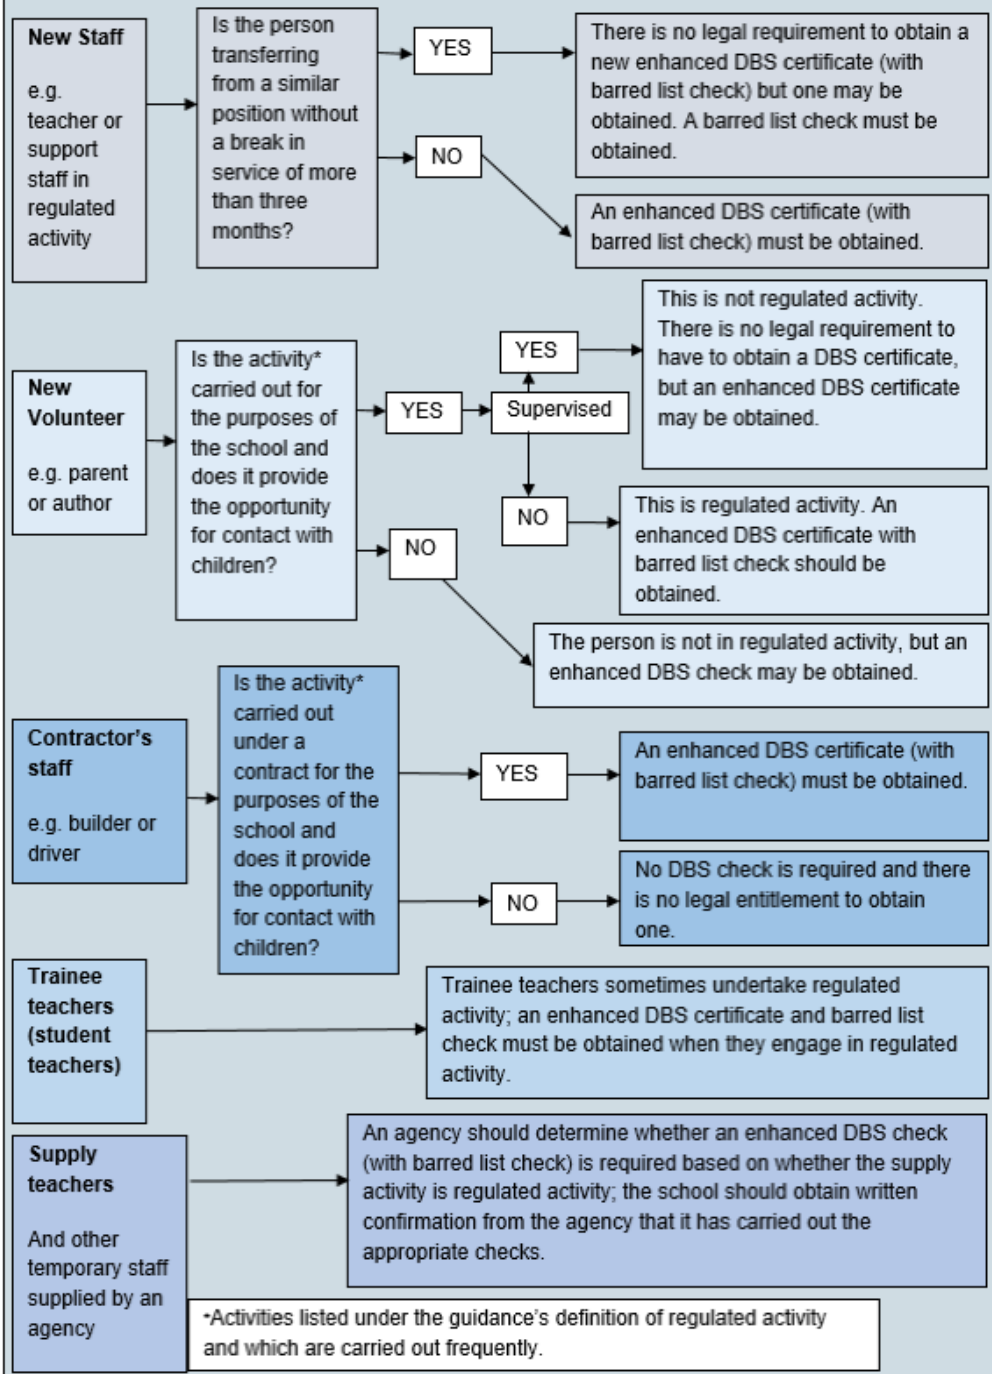 New Staff
e.g.
teacher or
support
staff in
regulated
activity
Is the person
transferring
from a similar
position without
a break in
service of more
than three
months?
YES
There is no legal requirement to obtain a
new enhanced DBS certificate (with
barred list check) but one may be
obtained. A barred list check must be
obtained.
NO
An enhanced DBS certificate (with
barred list check) must be obtained.
New
Volunteer
e.g. parent
or author
Is the activity*
carried out for
the purposes of
the school and
does it provide
the opportunity
for contact with
children?
YES
Supervised
YES
This is not regulated activity.
There is no legal requirement to
have to obtain a DBS certificate,
but an enhanced DBS certificate
may be obtained.
NO
This is regulated activity. An
enhanced DBS certificate with
barred list check should be
obtained.
NO
The person is not in regulated activity, but an
enhanced DBS check may be obtained.
Contractor's
staff
e.g. builder or
driver
Is the activity*
carried out
under a
contract for the
purposes of the
school and
does it provide
the opportunity
for contact with
children?
YES
An enhanced DBS certificate (with
barred list check) must be obtained.
NO
No DBS check is required and there
is no legal entitlement to obtain
one.
Trainee
teachers
(student
teachers)
Trainee teachers sometimes undertake regulated
activity; an enhanced DBS certificate and barred list
check must be obtained when they engage in regulated
activity.
Supply
teachers
And other
temporary staff
supplied by an
agency
An agency should determine whether an enhanced DBS check
(with barred list check) is required based on whether the supply
activity is regulated activity; the school should obtain written
confirmation from the agency that it has carried out the
appropriate checks.
*Activities listed under the guidance's definition of regulated activity
and which are carried out frequently.